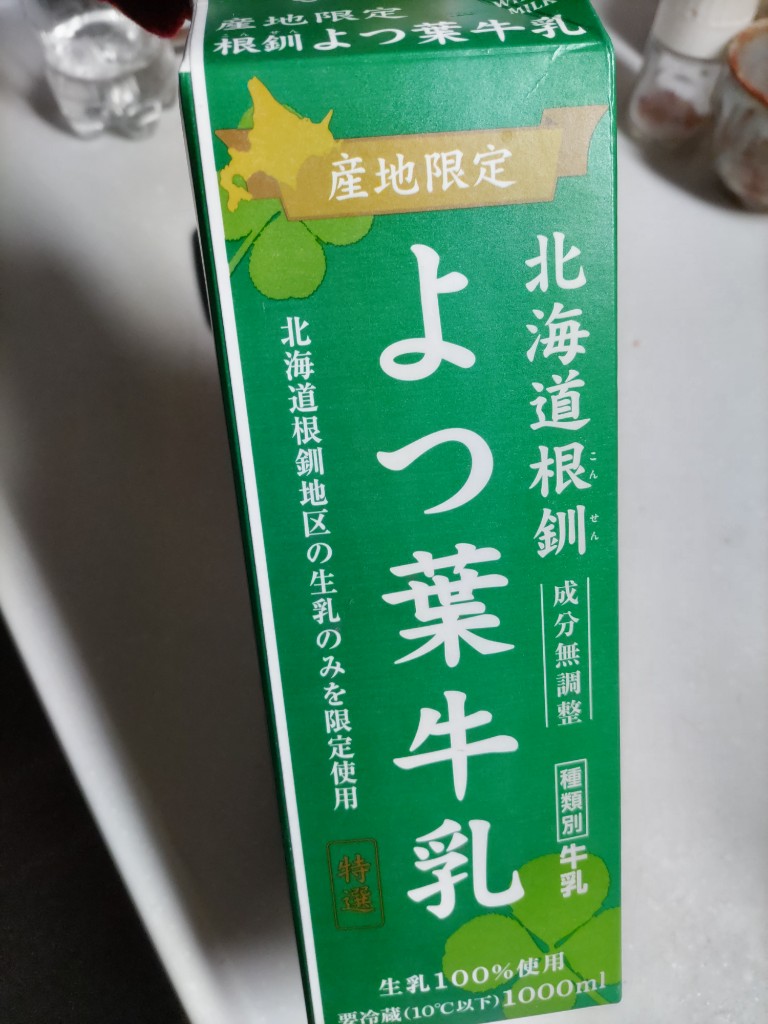 産地限定
根釧よつ葉牛乳
MILK
産地限定
北海道根釧
こんせん
成分無調整
種類別
牛乳
よつ葉牛乳
北海道根釧地区の生乳のみを限定使用
特選
生乳100%使用
要冷蔵(10℃以下)1000ml